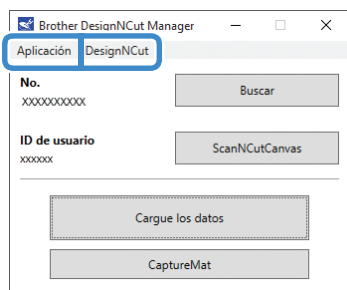 Brother DesignNCut Manager
Aplicación DesignNCut
No.
XXXXXXXXXX
Buscar
ID de usuario
xxxxxx
ScanNCutCanvas
Cargue los datos
CaptureMat